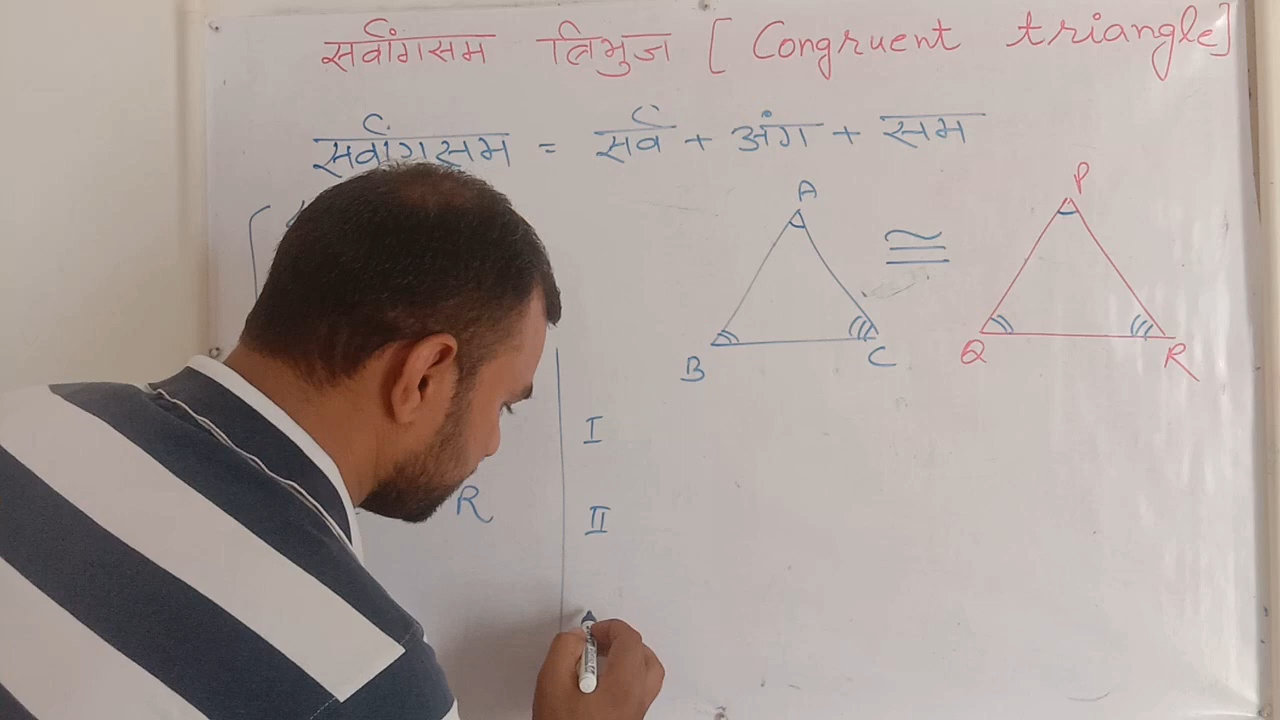 सर्वांगसम त्रिभुज [ Congruent triangle ]
सर्वांगसम = सर्व + अंग + सम
A
≅
P
B
C
Q
R
I
R
II